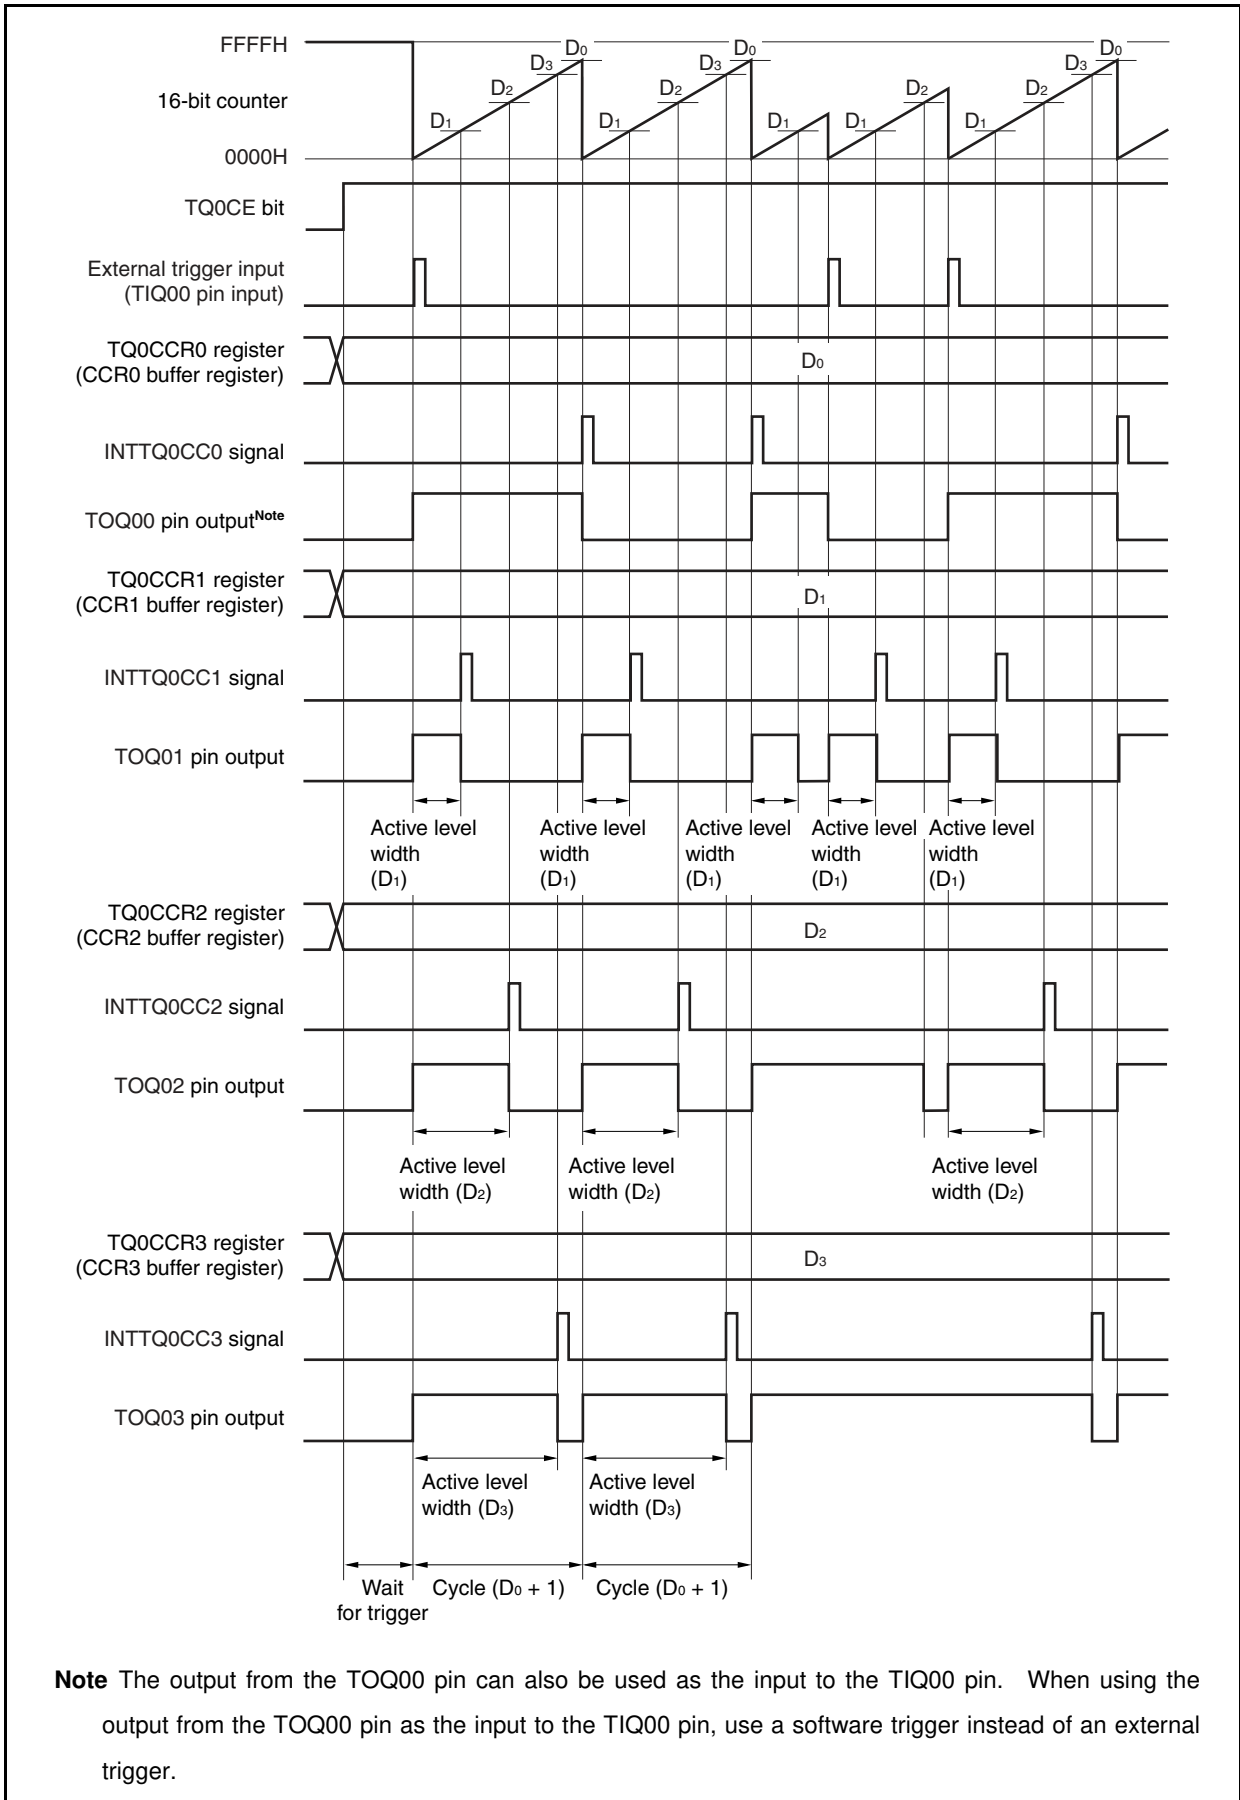 FFFFH
16-bit counter
0000H
D0 D0 D0
D3 D3 D3
D2 D2 D2 D2
D1 D1 D1 D1 D1
TQ0CE bit
External trigger input
(TIQ00 pin input)
TQ0CCR0 register
(CCR0 buffer register)
D0
INTTQ0CC0 signal
TOQ00 pin outputNote
TQ0CCR1 register
(CCR1 buffer register)
D1
INTTQ0CC1 signal
TOQ01 pin output
Active level Active level Active level Active level Active level
width width width width width
(D1) (D1) (D1) (D1) (D1)
TQ0CCR2 register
(CCR2 buffer register)
D2
INTTQ0CC2 signal
TOQ02 pin output
Active level Active level Active level
width (D2) width (D2) width (D2)
TQ0CCR3 register
(CCR3 buffer register)
D3
INTTQ0CC3 signal
TOQ03 pin output
Active level Active level
width (D3) width (D3)
Wait Cycle (D0 + 1) Cycle (D0 + 1)
for trigger
Note The output from the TOQ00 pin can also be used as the input to the TIQ00 pin. When using the
output from the TOQ00 pin as the input to the TIQ00 pin, use a software trigger instead of an external
trigger.